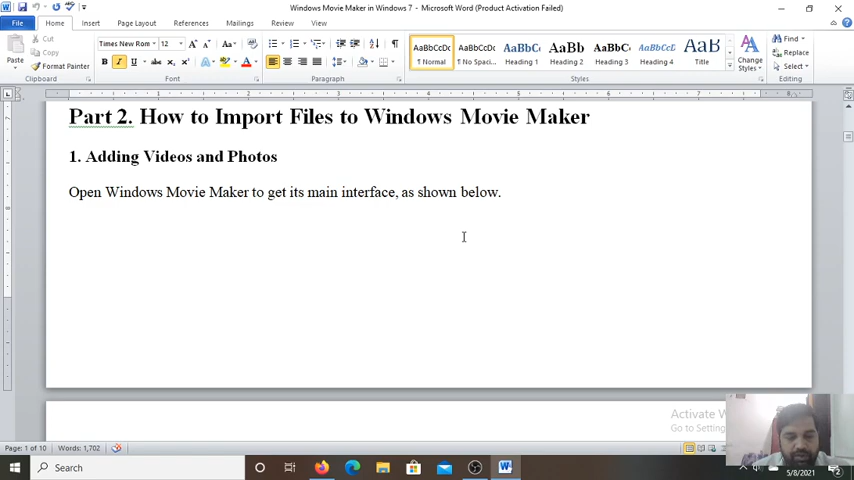 Windows Movie Maker in Windows 7 - Microsoft Word (Product Activation Failed)
File Home Insert Page Layout References Mailings Review View
Cut
Copy
Paste Format Painter
Clipboard
Times New Rom 12
Font
Paragraph
AaBbCcDc AaBbCcDc AaBbC AaBb AaBbC AaBbCc AaB
¶ Normal ¶ No Spaci... Heading 1 Heading 2 Heading 3 Heading 4 Title
Change Styles
Styles
Find
Replace
Select
Editing
Part 2. How to Import Files to Windows Movie Maker
1. Adding Videos and Photos
Open Windows Movie Maker to get its main interface, as shown below.
Activate W
Go to Setting
Page: 1 of 10 Words: 1,702
Search
5/8/2021